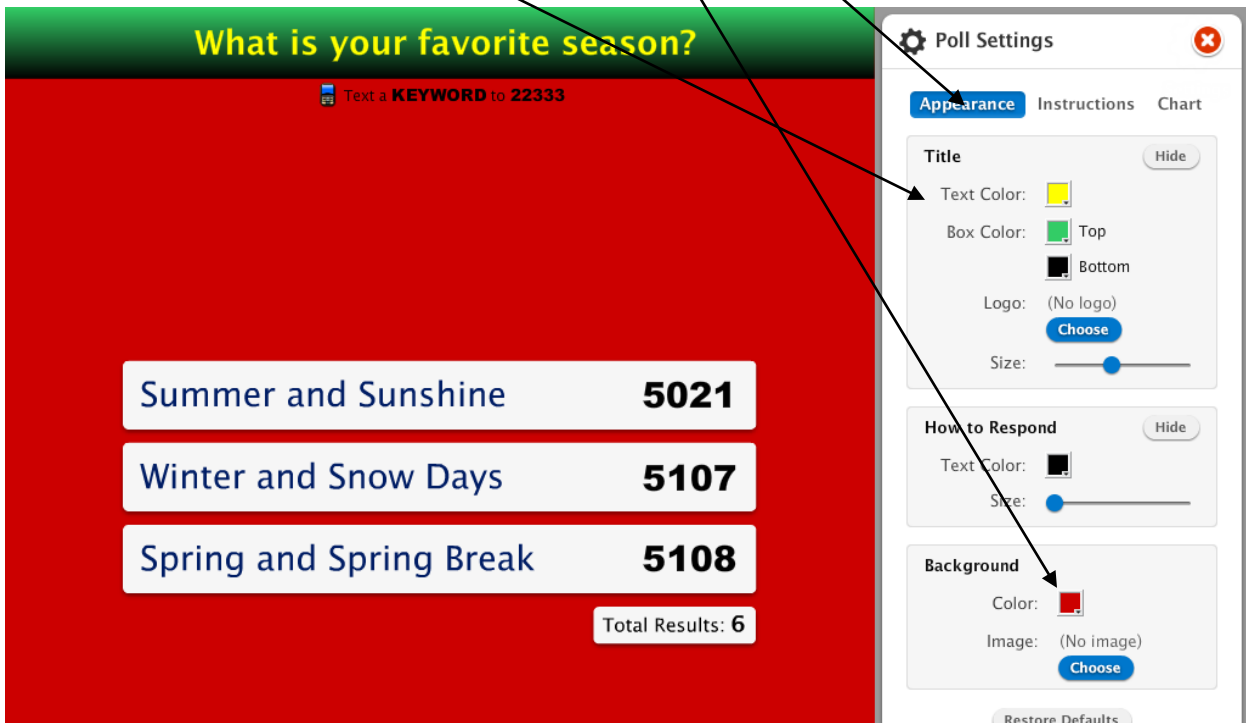 What is your favorite season?
Text a KEYWORD to 22333
Summer and Sunshine 5021
Winter and Snow Days 5107
Spring and Spring Break 5108
Total Results: 6
Poll Settings
Appearance Instructions Chart
Title Hide
Text Color:
Box Color: Top
Bottom
Logo: (No logo)
Choose
Size:
How to Respond Hide
Text Color:
Size:
Background
Color:
Image: (No image)
Choose
Restore Defaults